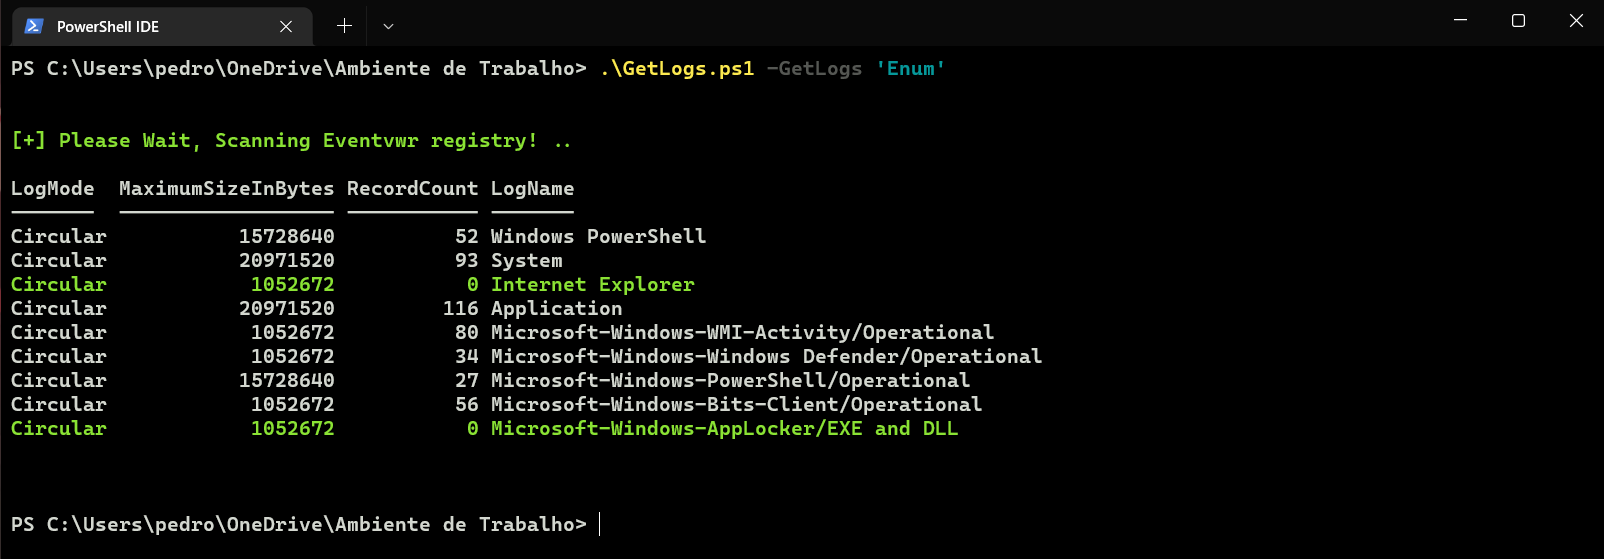 PowerShell IDE
PS C:\Users\pedro\OneDrive\Ambiente de Trabalho> .\GetLogs.ps1 -GetLogs 'Enum'
[+] Please Wait, Scanning Eventvwr registry! ..
LogMode  MaximumSizeInBytes RecordCount LogName
-------  ------------------ ----------- -------
Circular           15728640          52 Windows PowerShell
Circular           20971520          93 System
Circular            1052672           0 Internet Explorer
Circular           20971520         116 Application
Circular            1052672          80 Microsoft-Windows-WMI-Activity/Operational
Circular            1052672          34 Microsoft-Windows-Windows Defender/Operational
Circular           15728640          27 Microsoft-Windows-PowerShell/Operational
Circular            1052672          56 Microsoft-Windows-Bits-Client/Operational
Circular            1052672           0 Microsoft-Windows-AppLocker/EXE and DLL
PS C:\Users\pedro\OneDrive\Ambiente de Trabalho>